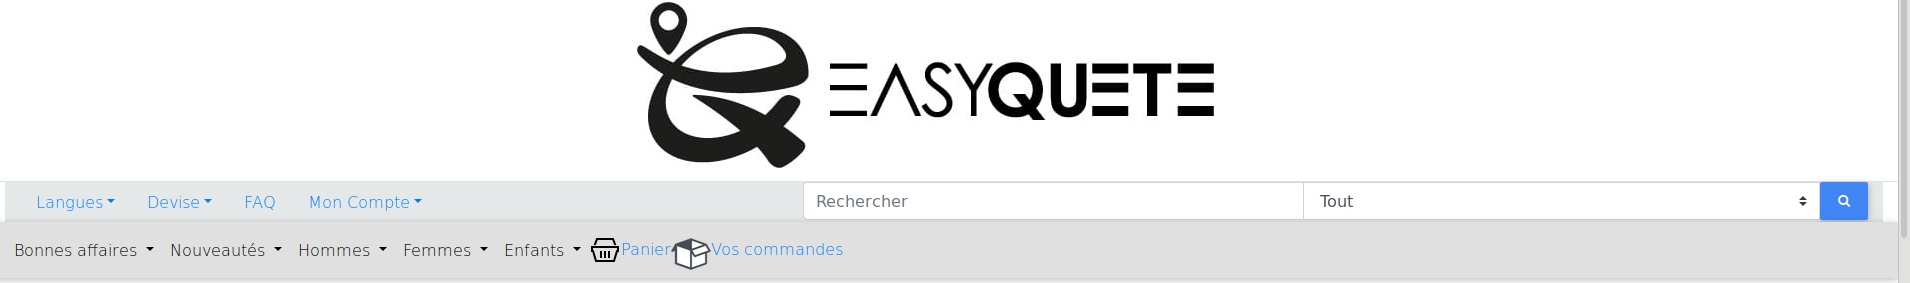 EASYQUETE
Langues Devise FAQ Mon Compte Rechercher Tout
Bonnes affaires Nouveautés Hommes Femmes Enfants Panier Vos commandes